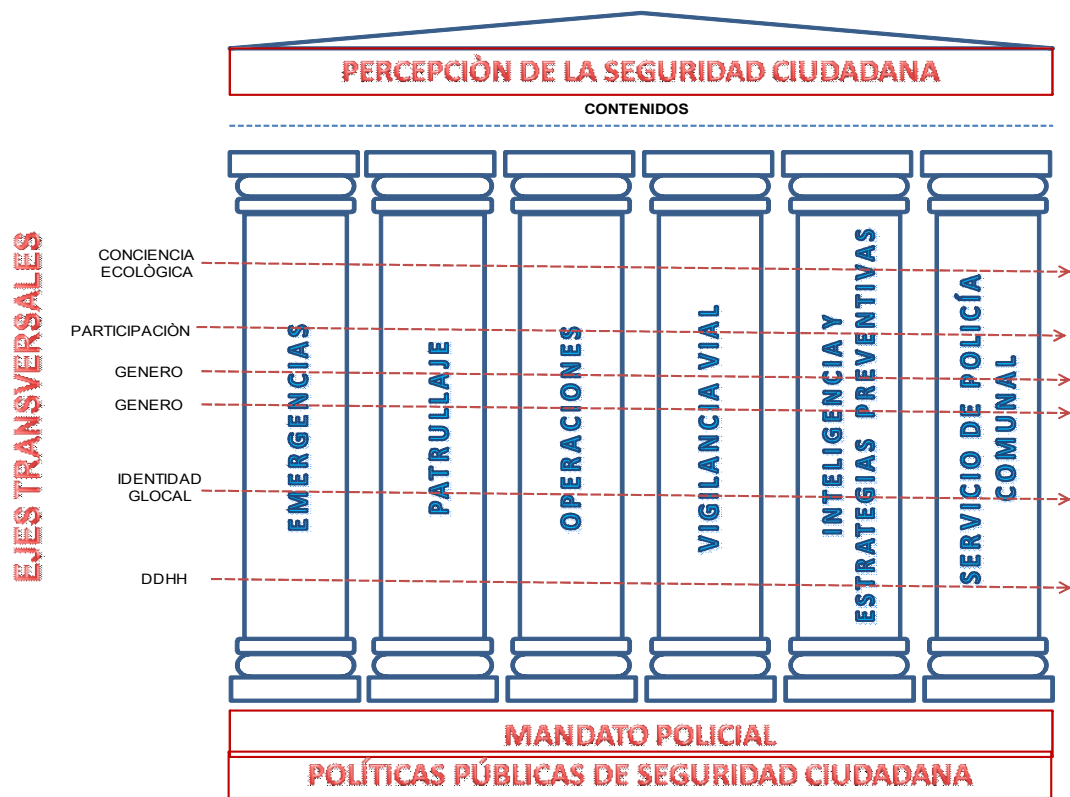 PERCEPCIÒN DE LA SEGURIDAD CIUDADANA
CONTENIDOS
EJES TRANSVERSALES
CONCIENCIA
ECOLÒGICA
PARTICIPACIÒN
GENERO
GENERO
IDENTIDAD
GLOCAL
DDHH
EMERGENCIAS
PATRULLAJE
OPERACIONES
VIGILANCIA VIAL
INTELIGENCIA Y
ESTRATEGIAS PREVENTIVAS
SERVICIO DE POLICÍA
COMUNAL
MANDATO POLICIAL
POLÍTICAS PÚBLICAS DE SEGURIDAD CIUDADANA